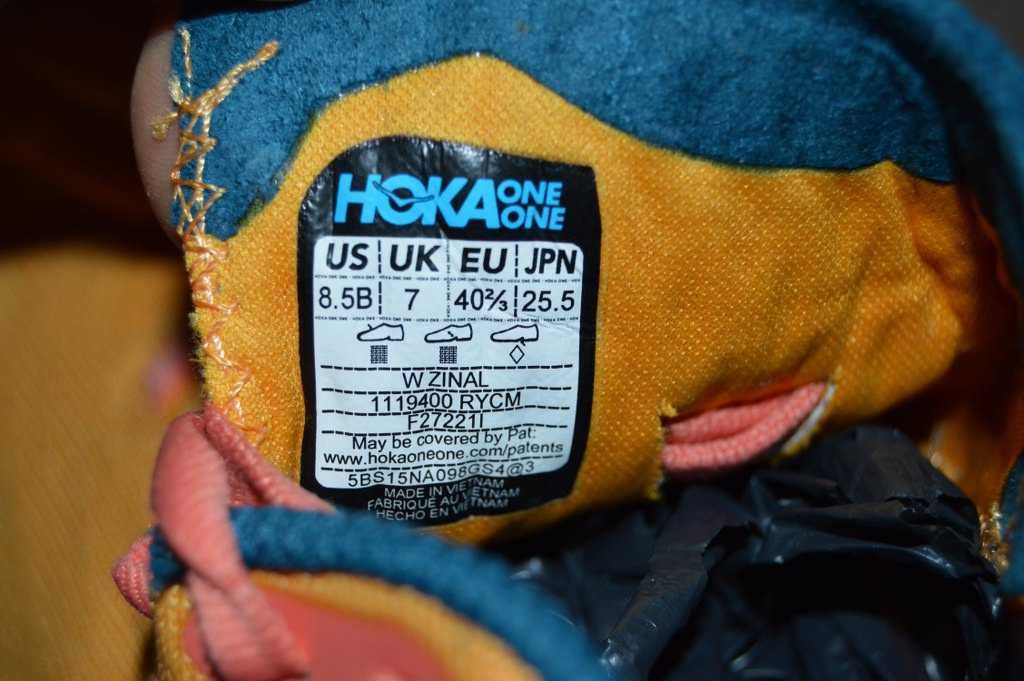 HOKA ONE ONE
US UK EU JPN
8.5B 7 40⅔ 25.5
W ZINAL
1119400 RYCM
F27221I
May be covered by Pat:
www.hokaoneone.com/patents
5BS15NA098GS4@3
MADE IN VIETNAM
FABRIQUE AU VIETNAM
HECHO EN VIETNAM